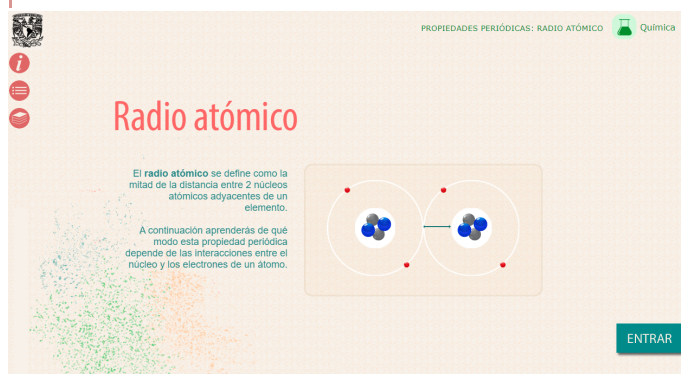 PROPIEDADES PERIÓDICAS: RADIO ATÓMICO
Química
Radio atómico
El radio atómico se define como la
mitad de la distancia entre 2 núcleos
atómicos adyacentes de un
elemento.
A continuación aprenderás de qué
modo esta propiedad periódica
depende de las interacciones entre el
núcleo y los electrones de un átomo.
ENTRAR